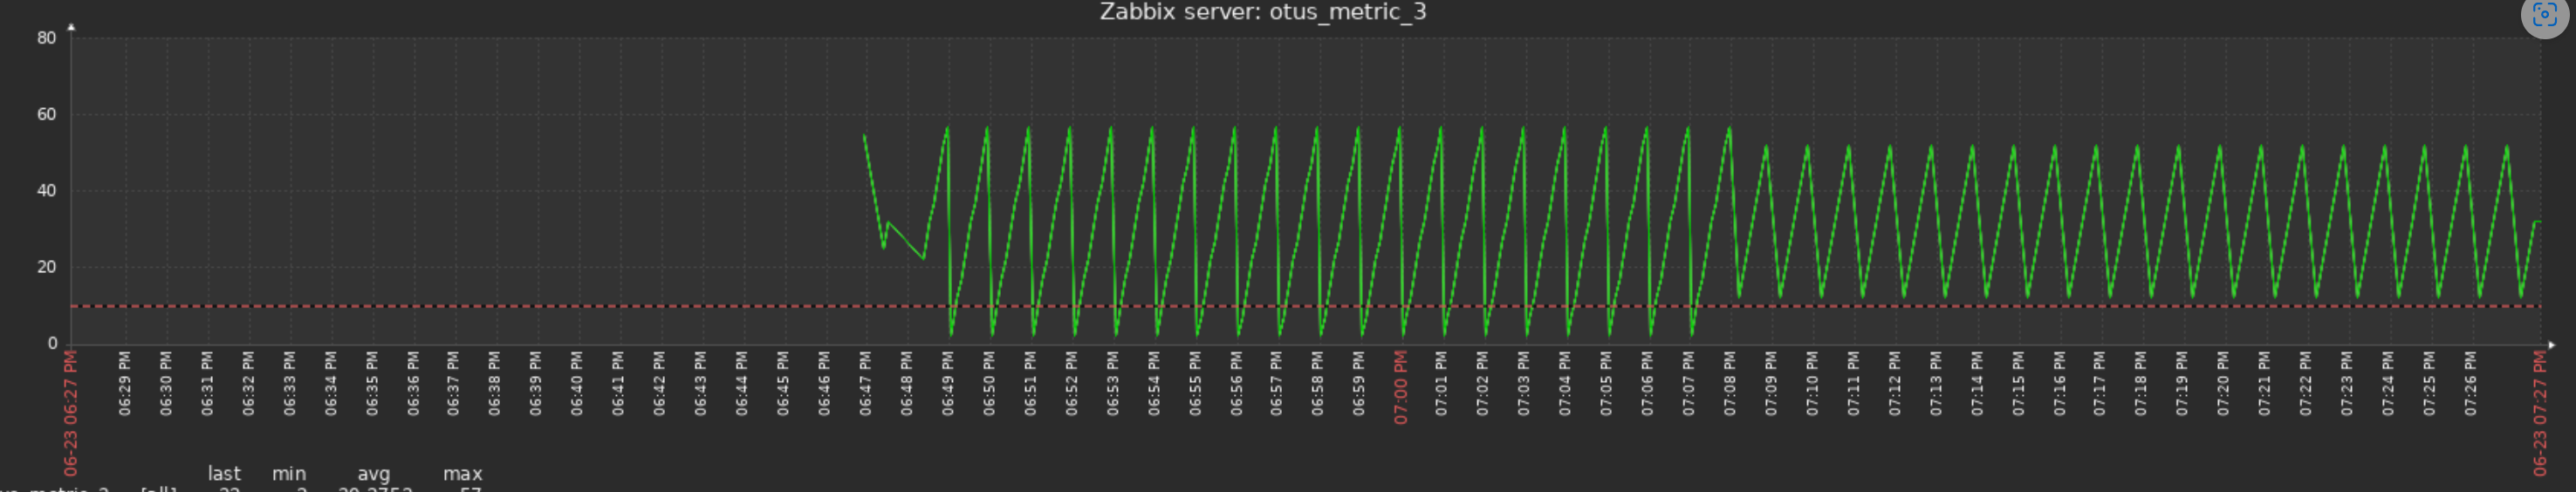 Zabbix server: otus_metric_3
80
60
40
20
0
06-23 06:27 PM
06:29 PM
06:30 PM
06:31 PM
06:32 PM
06:33 PM
06:34 PM
06:35 PM
06:36 PM
06:37 PM
06:38 PM
06:39 PM
06:40 PM
06:41 PM
06:42 PM
06:43 PM
06:44 PM
06:45 PM
06:46 PM
06:47 PM
06:48 PM
06:49 PM
06:50 PM
06:51 PM
06:52 PM
06:53 PM
06:54 PM
06:55 PM
06:56 PM
06:57 PM
06:58 PM
06:59 PM
07:00 PM
07:01 PM
07:02 PM
07:03 PM
07:04 PM
07:05 PM
07:06 PM
07:07 PM
07:08 PM
07:09 PM
07:10 PM
07:11 PM
07:12 PM
07:13 PM
07:14 PM
07:15 PM
07:16 PM
07:17 PM
07:18 PM
07:19 PM
07:20 PM
07:21 PM
07:22 PM
07:23 PM
07:24 PM
07:25 PM
07:26 PM
06-23 07:27 PM
last min avg max